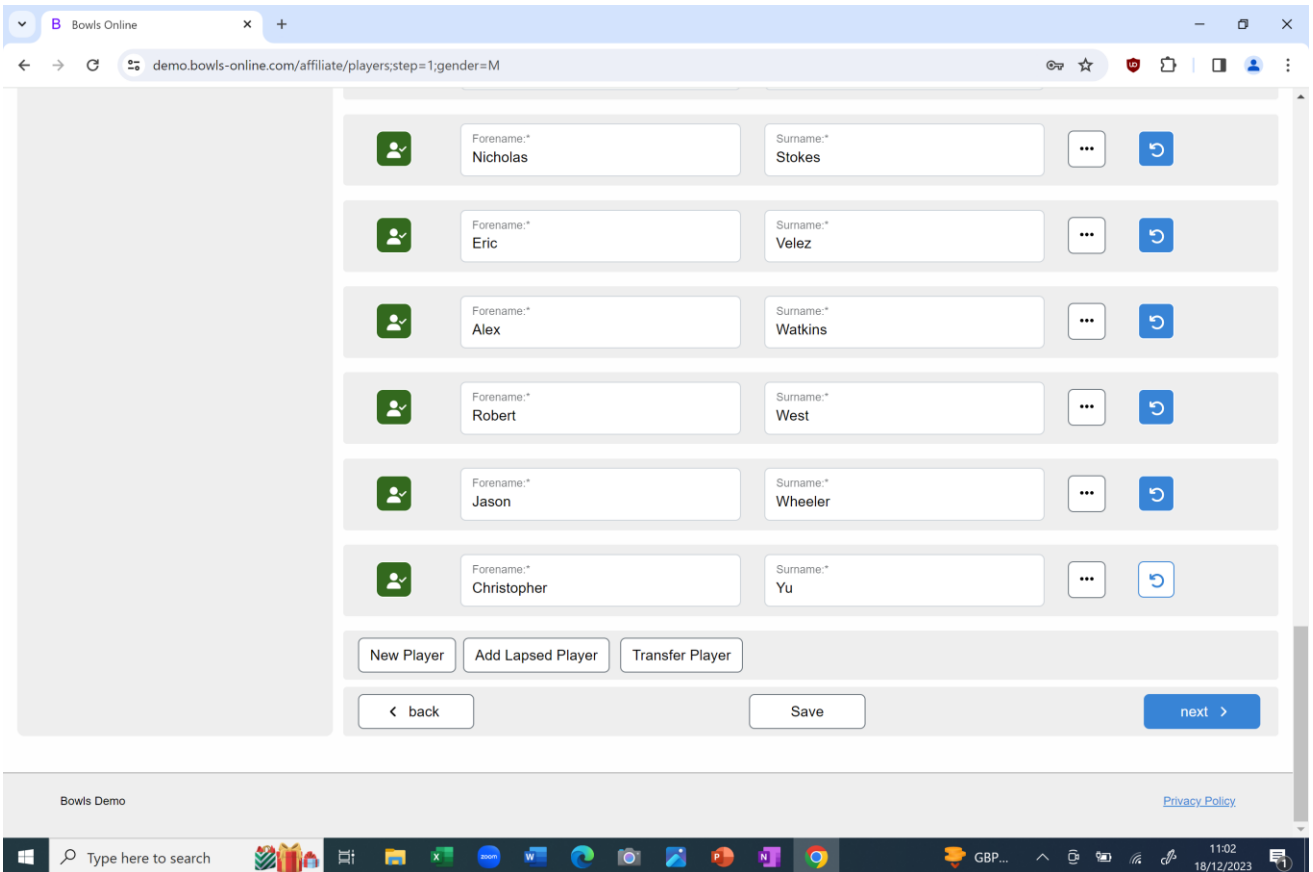 B Bowls Online
demo.bowls-online.com/affiliate/players;step=1;gender=M
Forename:* Surname:*
Nicholas Stokes
Forename:* Surname:*
Eric Velez
Forename:* Surname:*
Alex Watkins
Forename:* Surname:*
Robert West
Forename:* Surname:*
Jason Wheeler
Forename:* Surname:*
Christopher Yu
New Player Add Lapsed Player Transfer Player
back Save next
Bowls Demo Privacy Policy
Type here to search zoom GBP... 11:02
18/12/2023